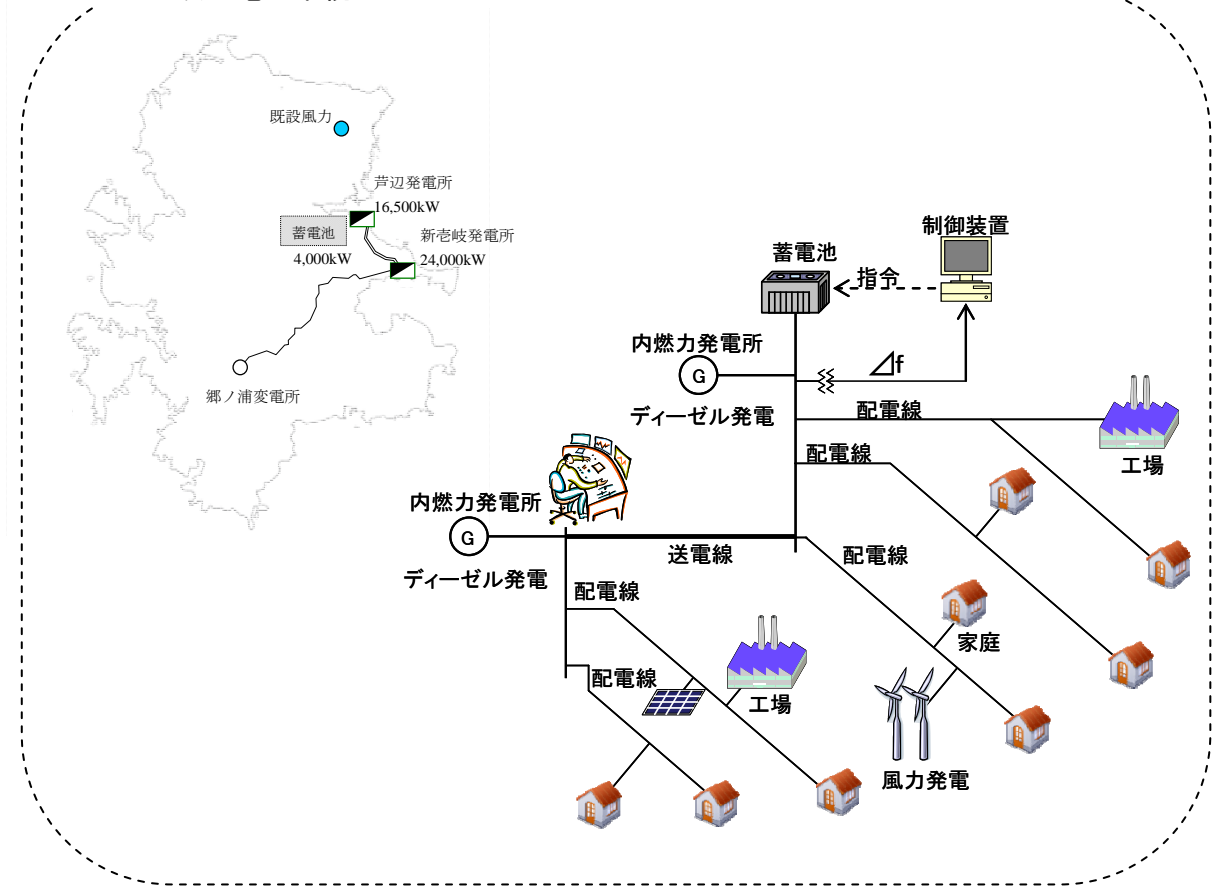 既設風力
芦辺発電所
16,500kW
蓄電池
4,000kW
新壱岐発電所
24,000kW
郷ノ浦変電所
制御装置
蓄電池
指令
内燃力発電所
G
⊿f
ディーゼル発電
配電線
工場
配電線
内燃力発電所
G
送電線
配電線
ディーゼル発電
配電線
家庭
配電線
工場
風力発電